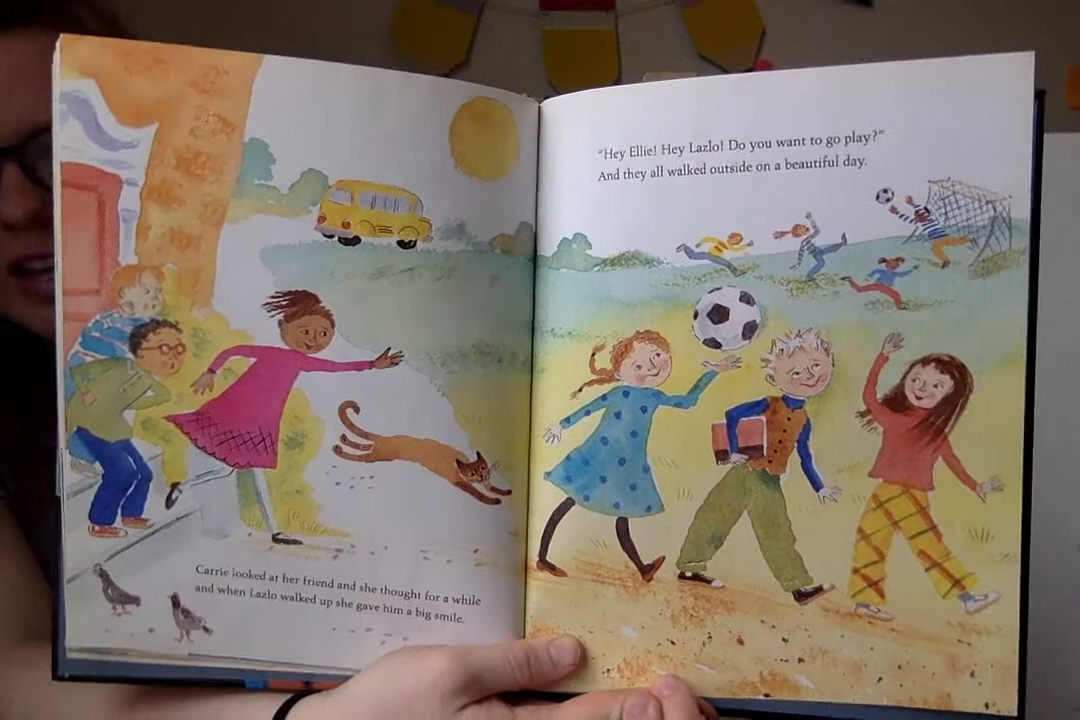 Carrie looked at her friend and she thought for a while
and when Lazlo walked up she gave him a big smile.
"Hey Ellie! Hey Lazlo! Do you want to go play?"
And they all walked outside on a beautiful day.